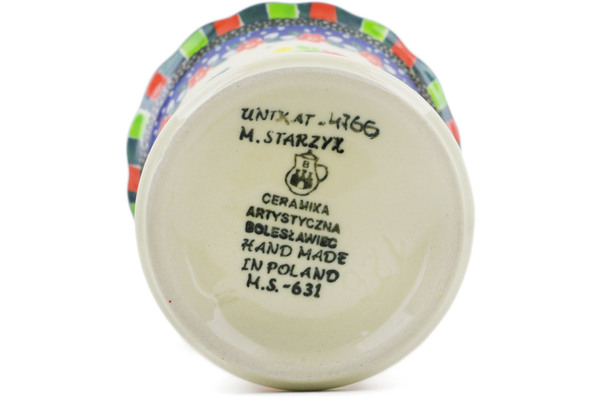 UNIKAT -4766
M. STARZYK
B
CERAMIKA
ARTYSTYCZNA
BOLESŁAWIEC
HAND MADE
IN POLAND
M.S.-631